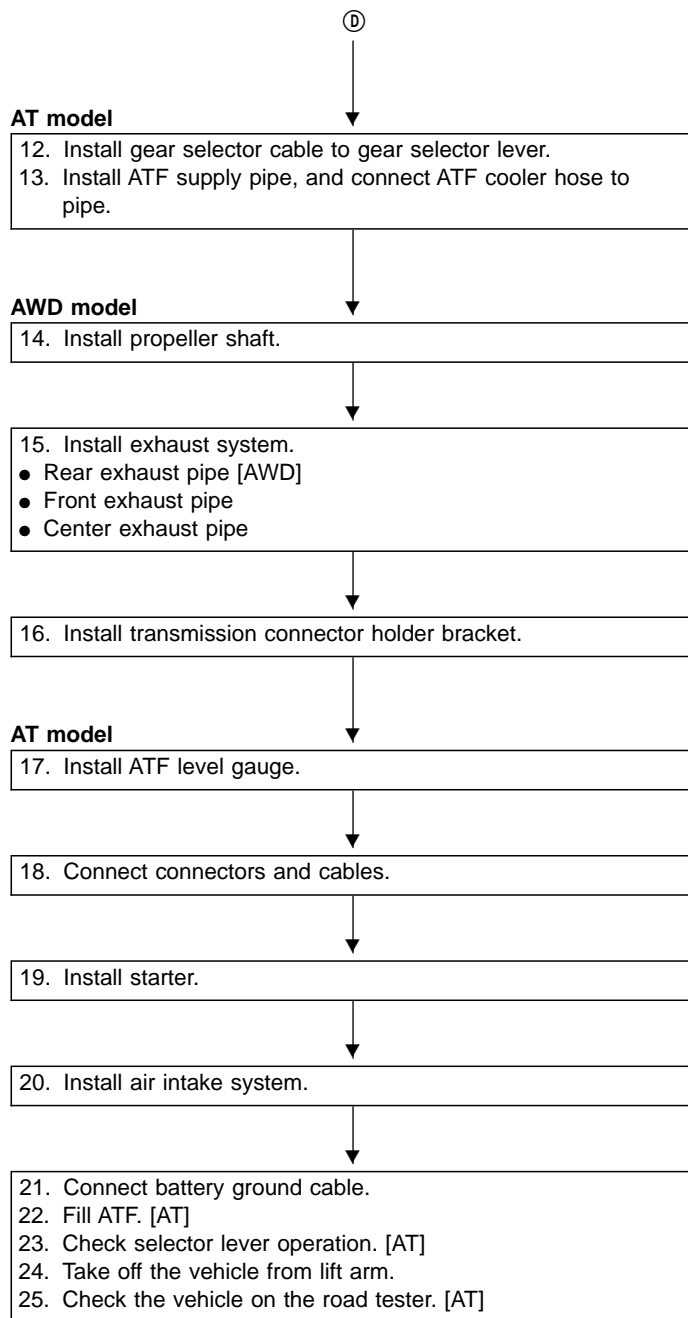 Ⓓ
AT model
12. Install gear selector cable to gear selector lever.
13. Install ATF supply pipe, and connect ATF cooler hose to
pipe.
AWD model
14. Install propeller shaft.
15. Install exhaust system.
● Rear exhaust pipe [AWD]
● Front exhaust pipe
● Center exhaust pipe
16. Install transmission connector holder bracket.
AT model
17. Install ATF level gauge.
18. Connect connectors and cables.
19. Install starter.
20. Install air intake system.
21. Connect battery ground cable.
22. Fill ATF. [AT]
23. Check selector lever operation. [AT]
24. Take off the vehicle from lift arm.
25. Check the vehicle on the road tester. [AT]